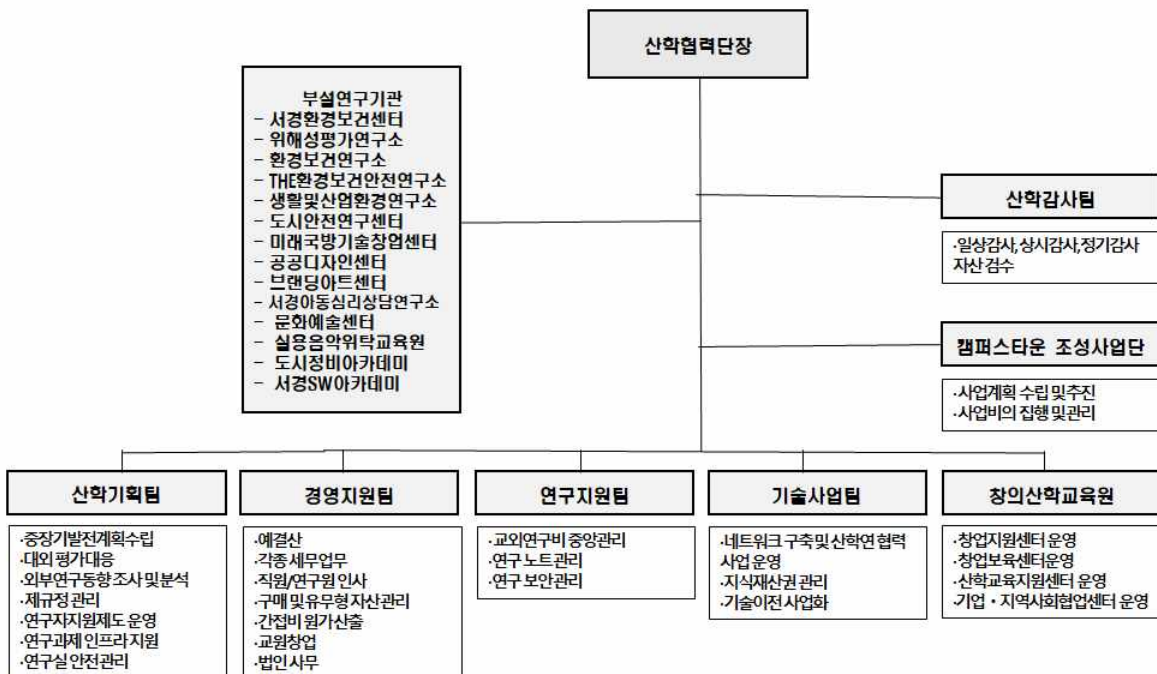 산학협력단장
부설연구기관
- 서경환경보건센터
- 위해성평가연구소
- 환경보건연구소
- THE환경보건안전연구소
- 생활및산업환경연구소
- 도시안전연구센터
- 미래국방기술창업센터
- 공공디자인센터
- 브랜딩아트센터
- 서경아동심리상담연구소
- 문화예술센터
- 실용음악위탁교육원
- 도시정비아카데미
- 서경SW아카데미
산학감사팀
·일상감사,상시감사,정기감사
자산 검수
캠퍼스타운 조성사업단
·사업계획 수립 및 추진
·사업비의 집행 및 관리
산학기획팀
·중장기발전계획수립
·대외 평가 대응
·외부연구동향 조사 및 분석
·제규정 관리
·연구자지원제도 운영
·연구과제 인프라 지원
·연구실 안전관리
경영지원팀
·예결산
·각종 세무업무
·직원/연구원 인사
·구매 및 유무형 자산관리
·간접비 원가산출
·교원창업
·법인 사무
연구지원팀
·교외연구비 중앙관리
·연구 노트관리
·연구 보안관리
기술사업팀
·네트워크 구축 및 산학연 협력
사업 운영
·지식재산권 관리
·기술이전 사업화
창의산학교육원
·창업지원센터 운영
·창업보육센터운영
·산학교육지원센터 운영
·기업・지역사회협업센터 운영